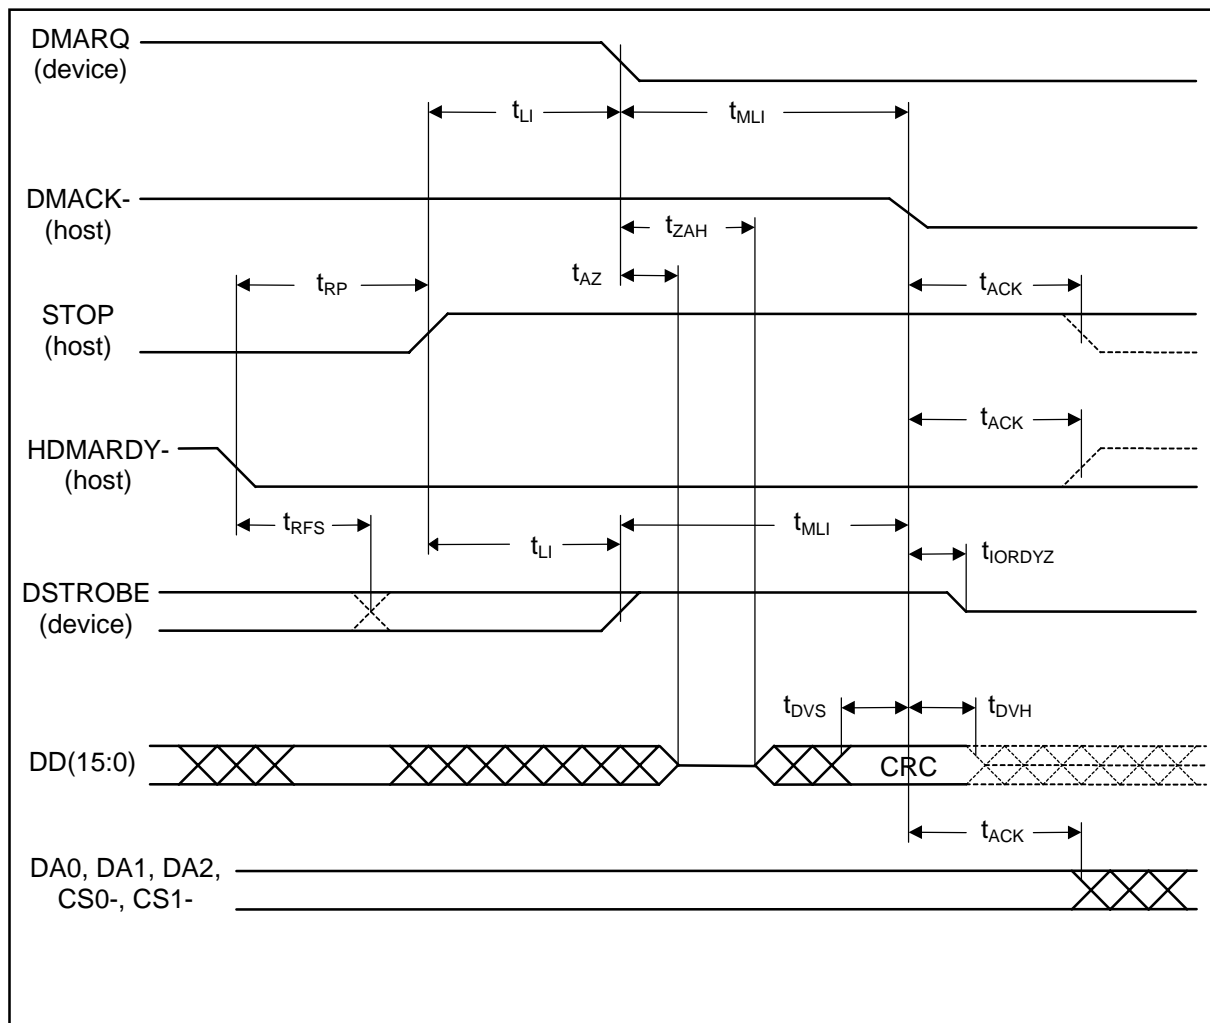 DMARQ
(device)
tLI
tMLI
DMACK-
(host)
tZAH
tAZ
tRP
tACK
STOP
(host)
tACK
HDMARDY-
(host)
tRFS
tLI
tMLI
tIORDYZ
DSTROBE
(device)
tDVS
tDVH
DD(15:0)
CRC
tACK
DA0, DA1, DA2,
CS0-, CS1-